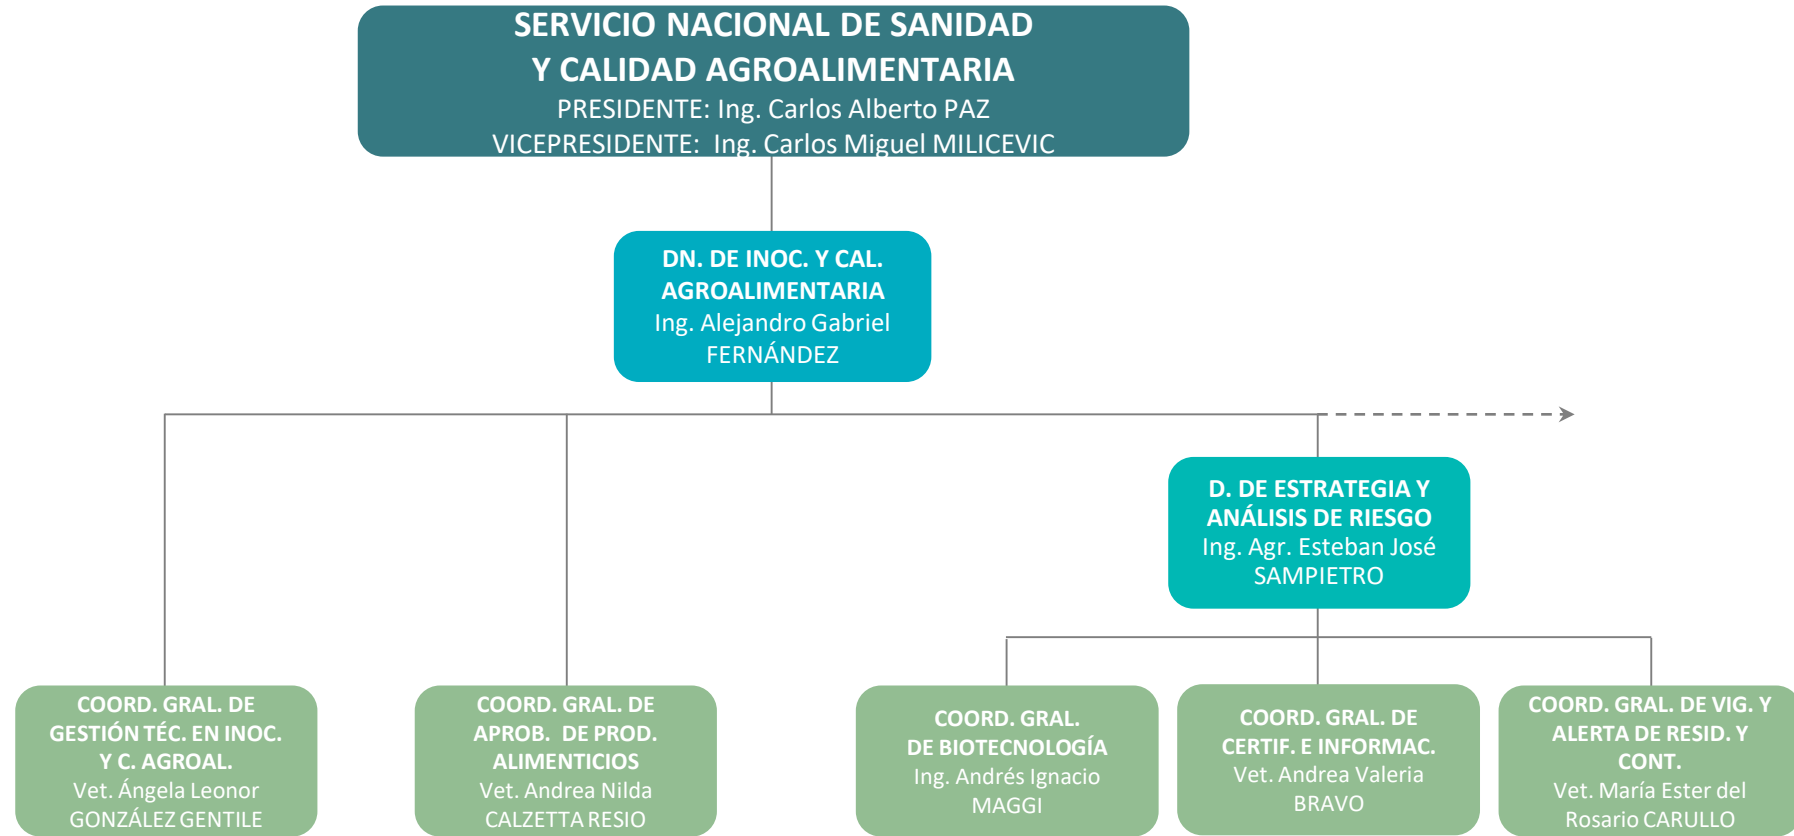 SERVICIO NACIONAL DE SANIDAD
Y CALIDAD AGROALIMENTARIA
PRESIDENTE: Ing. Carlos Alberto PAZ
VICEPRESIDENTE: Ing. Carlos Miguel MILICEVIC
DN. DE INOC. Y CAL.
AGROALIMENTARIA
Ing. Alejandro Gabriel
FERNÁNDEZ
D. DE ESTRATEGIA Y
ANÁLISIS DE RIESGO
Ing. Agr. Esteban José
SAMPIETRO
COORD. GRAL. DE
GESTIÓN TÉC. EN INOC.
Y C. AGROAL.
Vet. Ángela Leonor
GONZÁLEZ GENTILE
COORD. GRAL. DE
APROB. DE PROD.
ALIMENTICIOS
Vet. Andrea Nilda
CALZETTA RESIO
COORD. GRAL.
DE BIOTECNOLOGÍA
Ing. Andrés Ignacio
MAGGI
COORD. GRAL. DE
CERTIF. E INFORMAC.
Vet. Andrea Valeria
BRAVO
COORD. GRAL. DE VIG. Y
ALERTA DE RESID. Y
CONT.
Vet. María Ester del
Rosario CARULLO